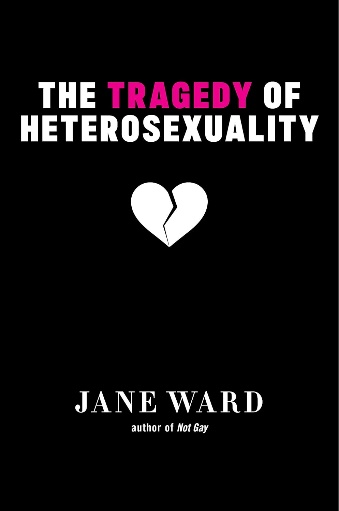 THE TRAGEDY OF
HETEROSEXUALITY
JANE WARD
author of Not Gay